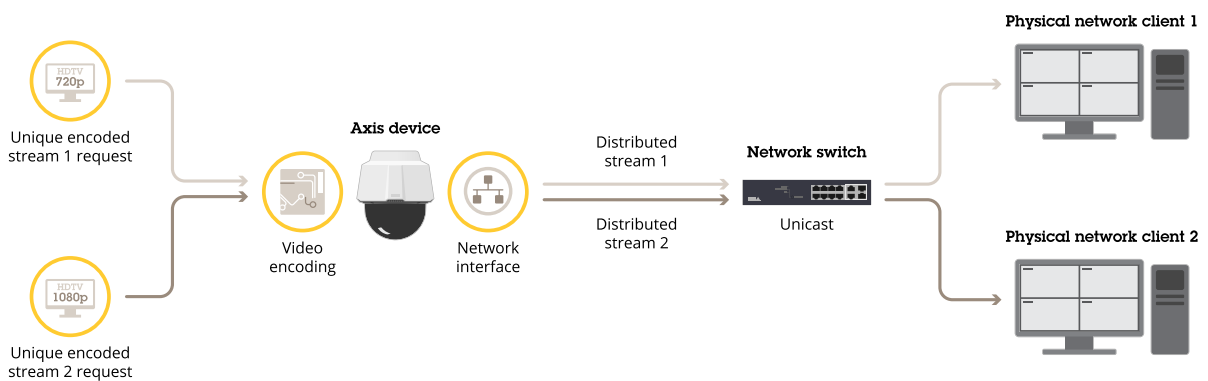 Physical network client 1
HDTV
720p
Unique encoded
stream 1 request
Axis device
Distributed
stream 1
Network switch
Video
encoding
Network
interface
Distributed
stream 2
Unicast
Physical network client 2
HDTV
1080p
Unique encoded
stream 2 request